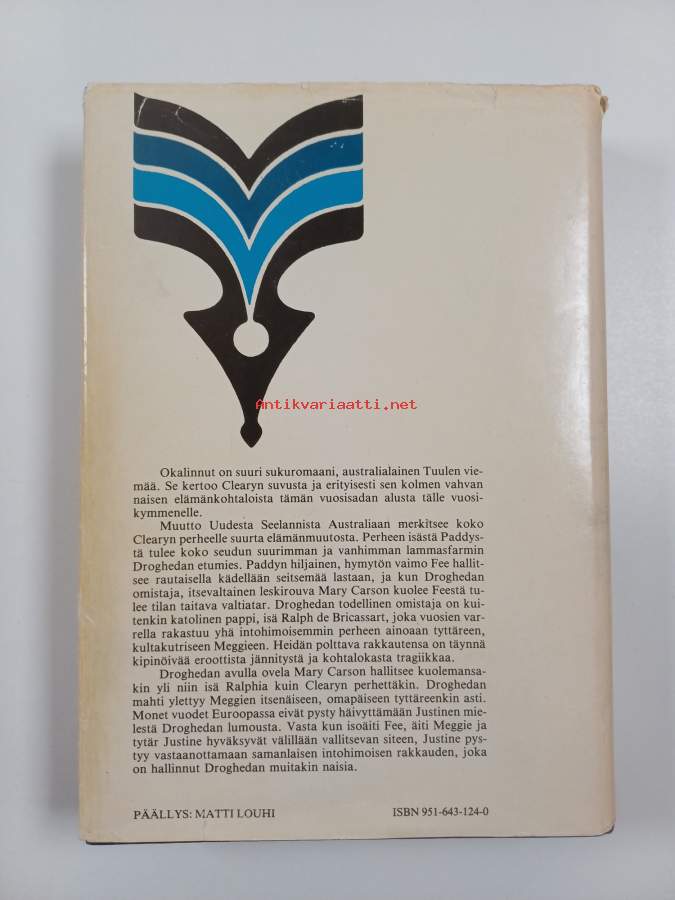 Antikvariaatti.net
Okalinnut on suuri sukuromaani, australialainen Tuulen vie-
mää. Se kertoo Clearyn suvusta ja erityisesti sen kolmen vahvan
naisen elämänkohtaloista tämän vuosisadan alusta tälle vuosi-
kymmenelle.
Muutto Uudesta Seelannista Australiaan merkitsee koko
Clearyn perheelle suurta elämänmuutosta. Perheen isästä Paddys-
tä tulee koko seudun suurimman ja vanhimman lammasfarmin
Droghedan etumies. Paddyn hiljainen, hymytön vaimo Fee hallit-
see rautaisella kädellään seitsemää lastaan, ja kun Droghedan
omistaja, itsevaltainen leskirouva Mary Carson kuolee Feestä tu-
lee tilan taitava valtiatar. Droghedan todellinen omistaja on kui-
tenkin katolinen pappi, isä Ralph de Bricassart, joka vuosien var-
rella rakastuu yhä intohimoisemmin perheen ainoaan tyttäreen,
kultakutriseen Meggieen. Heidän polttava rakkautensa on täynnä
kipinöivää eroottista jännitystä ja kohtalokasta tragiikkaa.
Droghedan avulla ovela Mary Carson hallitsee kuolemansa-
kin yli niin isä Ralphia kuin Clearyn perhettäkin. Droghedan
mahti ylettyy Meggien itsenäiseen, omapäiseen tyttäreenkin asti.
Monet vuodet Euroopassa eivät pysty häivyttämään Justinen mie-
lestä Droghedan lumousta. Vasta kun isoäiti Fee, äiti Meggie ja
tytär Justine hyväksyvät välillään vallitsevan siteen, Justine pys-
tyy vastaanottamaan samanlaisen intohimoisen rakkauden, joka
on hallinnut Droghedan muitakin naisia.
PÄÄLLYS: MATTI LOUHI
ISBN 951-643-124-0